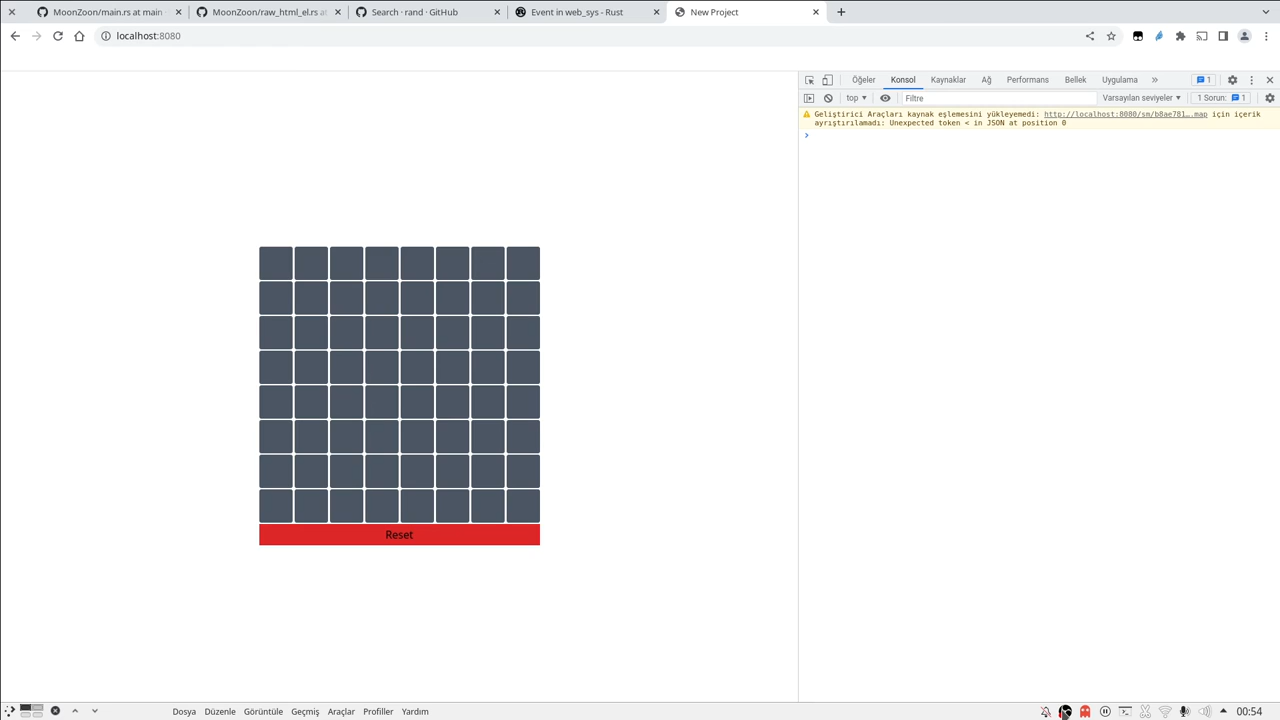 MoonZoon/main.rs at main
MoonZoon/raw_html_el.rs at
Search · rand · GitHub
Event in web_sys - Rust
New Project
localhost:8080
Öğeler
Konsol
Kaynaklar
Ağ
Performans
Bellek
Uygulama
»
1
top
Filtre
Varsayılan seviyeler
1 Sorun:
1
Geliştirici Araçları kaynak eşlemesini yükleyemedi: http://localhost:8080/sm/b8ae781….map için içerik
ayrıştırılamadı: Unexpected token < in JSON at position 0
Reset
Dosya
Düzenle
Görüntüle
Geçmiş
Araçlar
Profiller
Yardım
00:54